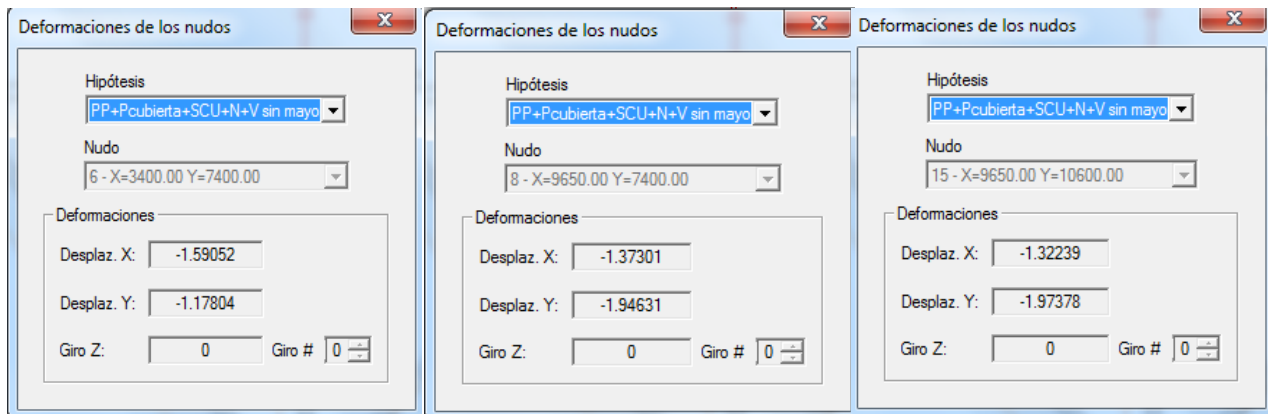 Deformaciones de los nudos
Hipótesis
PP+Pcubierta+SCU+N+V sin mayo
Nudo
6 - X=3400.00 Y=7400.00
Deformaciones
Desplaz. X: -1.59052
Desplaz. Y: -1.17804
Giro Z: 0 Giro # 0
Deformaciones de los nudos
Hipótesis
PP+Pcubierta+SCU+N+V sin mayo
Nudo
8 - X=9650.00 Y=7400.00
Deformaciones
Desplaz. X: -1.37301
Desplaz. Y: -1.94631
Giro Z: 0 Giro # 0
Deformaciones de los nudos
Hipótesis
PP+Pcubierta+SCU+N+V sin mayo
Nudo
15 - X=9650.00 Y=10600.00
Deformaciones
Desplaz. X: -1.32239
Desplaz. Y: -1.97378
Giro Z: 0 Giro # 0